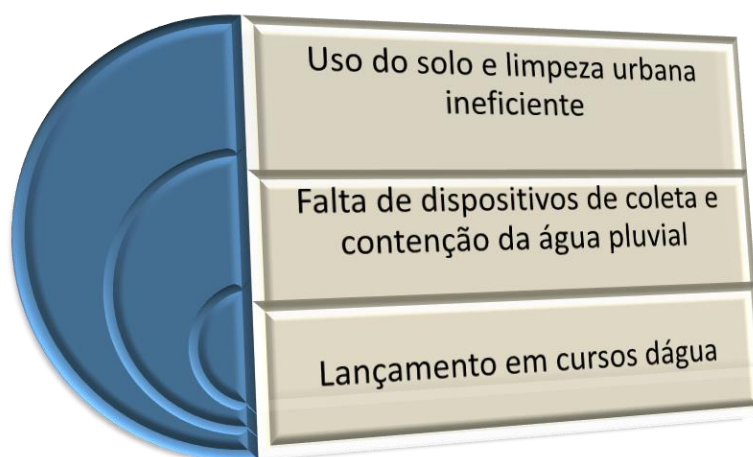 Uso do solo e limpeza urbana
ineficiente
Falta de dispositivos de coleta e
contenção da água pluvial
Lançamento em cursos dágua